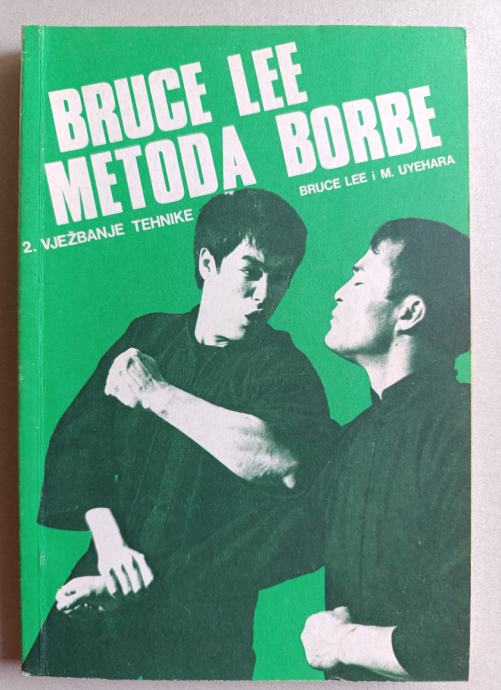 BRUCE LEE
METODA BORBE
BRUCE LEE i M. UYEHARA
2. VJEŽBANJE TEHNIKE